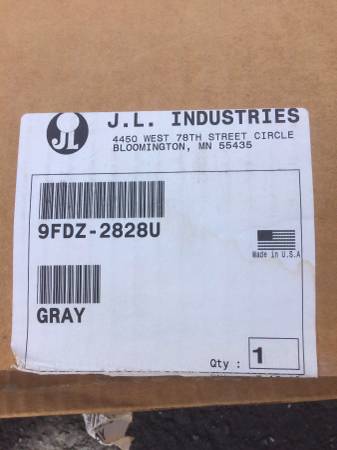 JL
J.L. INDUSTRIES
4450 WEST 78TH STREET CIRCLE
BLOOMINGTON, MN 55435
9FDZ-2828U
Made in U.S.A
GRAY
Qty : 1